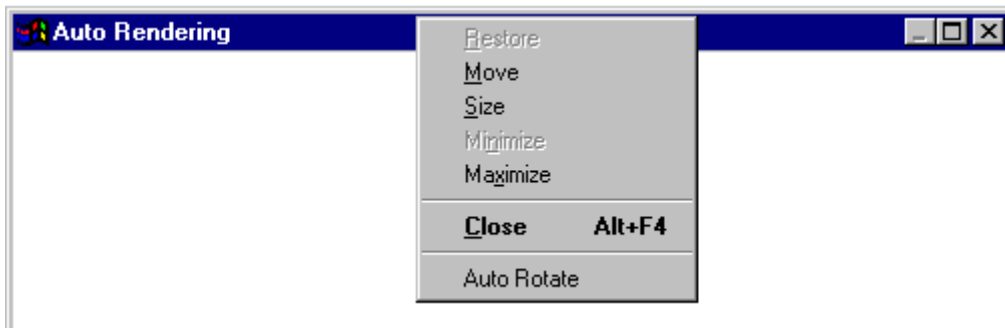 Auto Rendering
Restore
Move
Size
Minimize
Maximize
Close Alt+F4
Auto Rotate